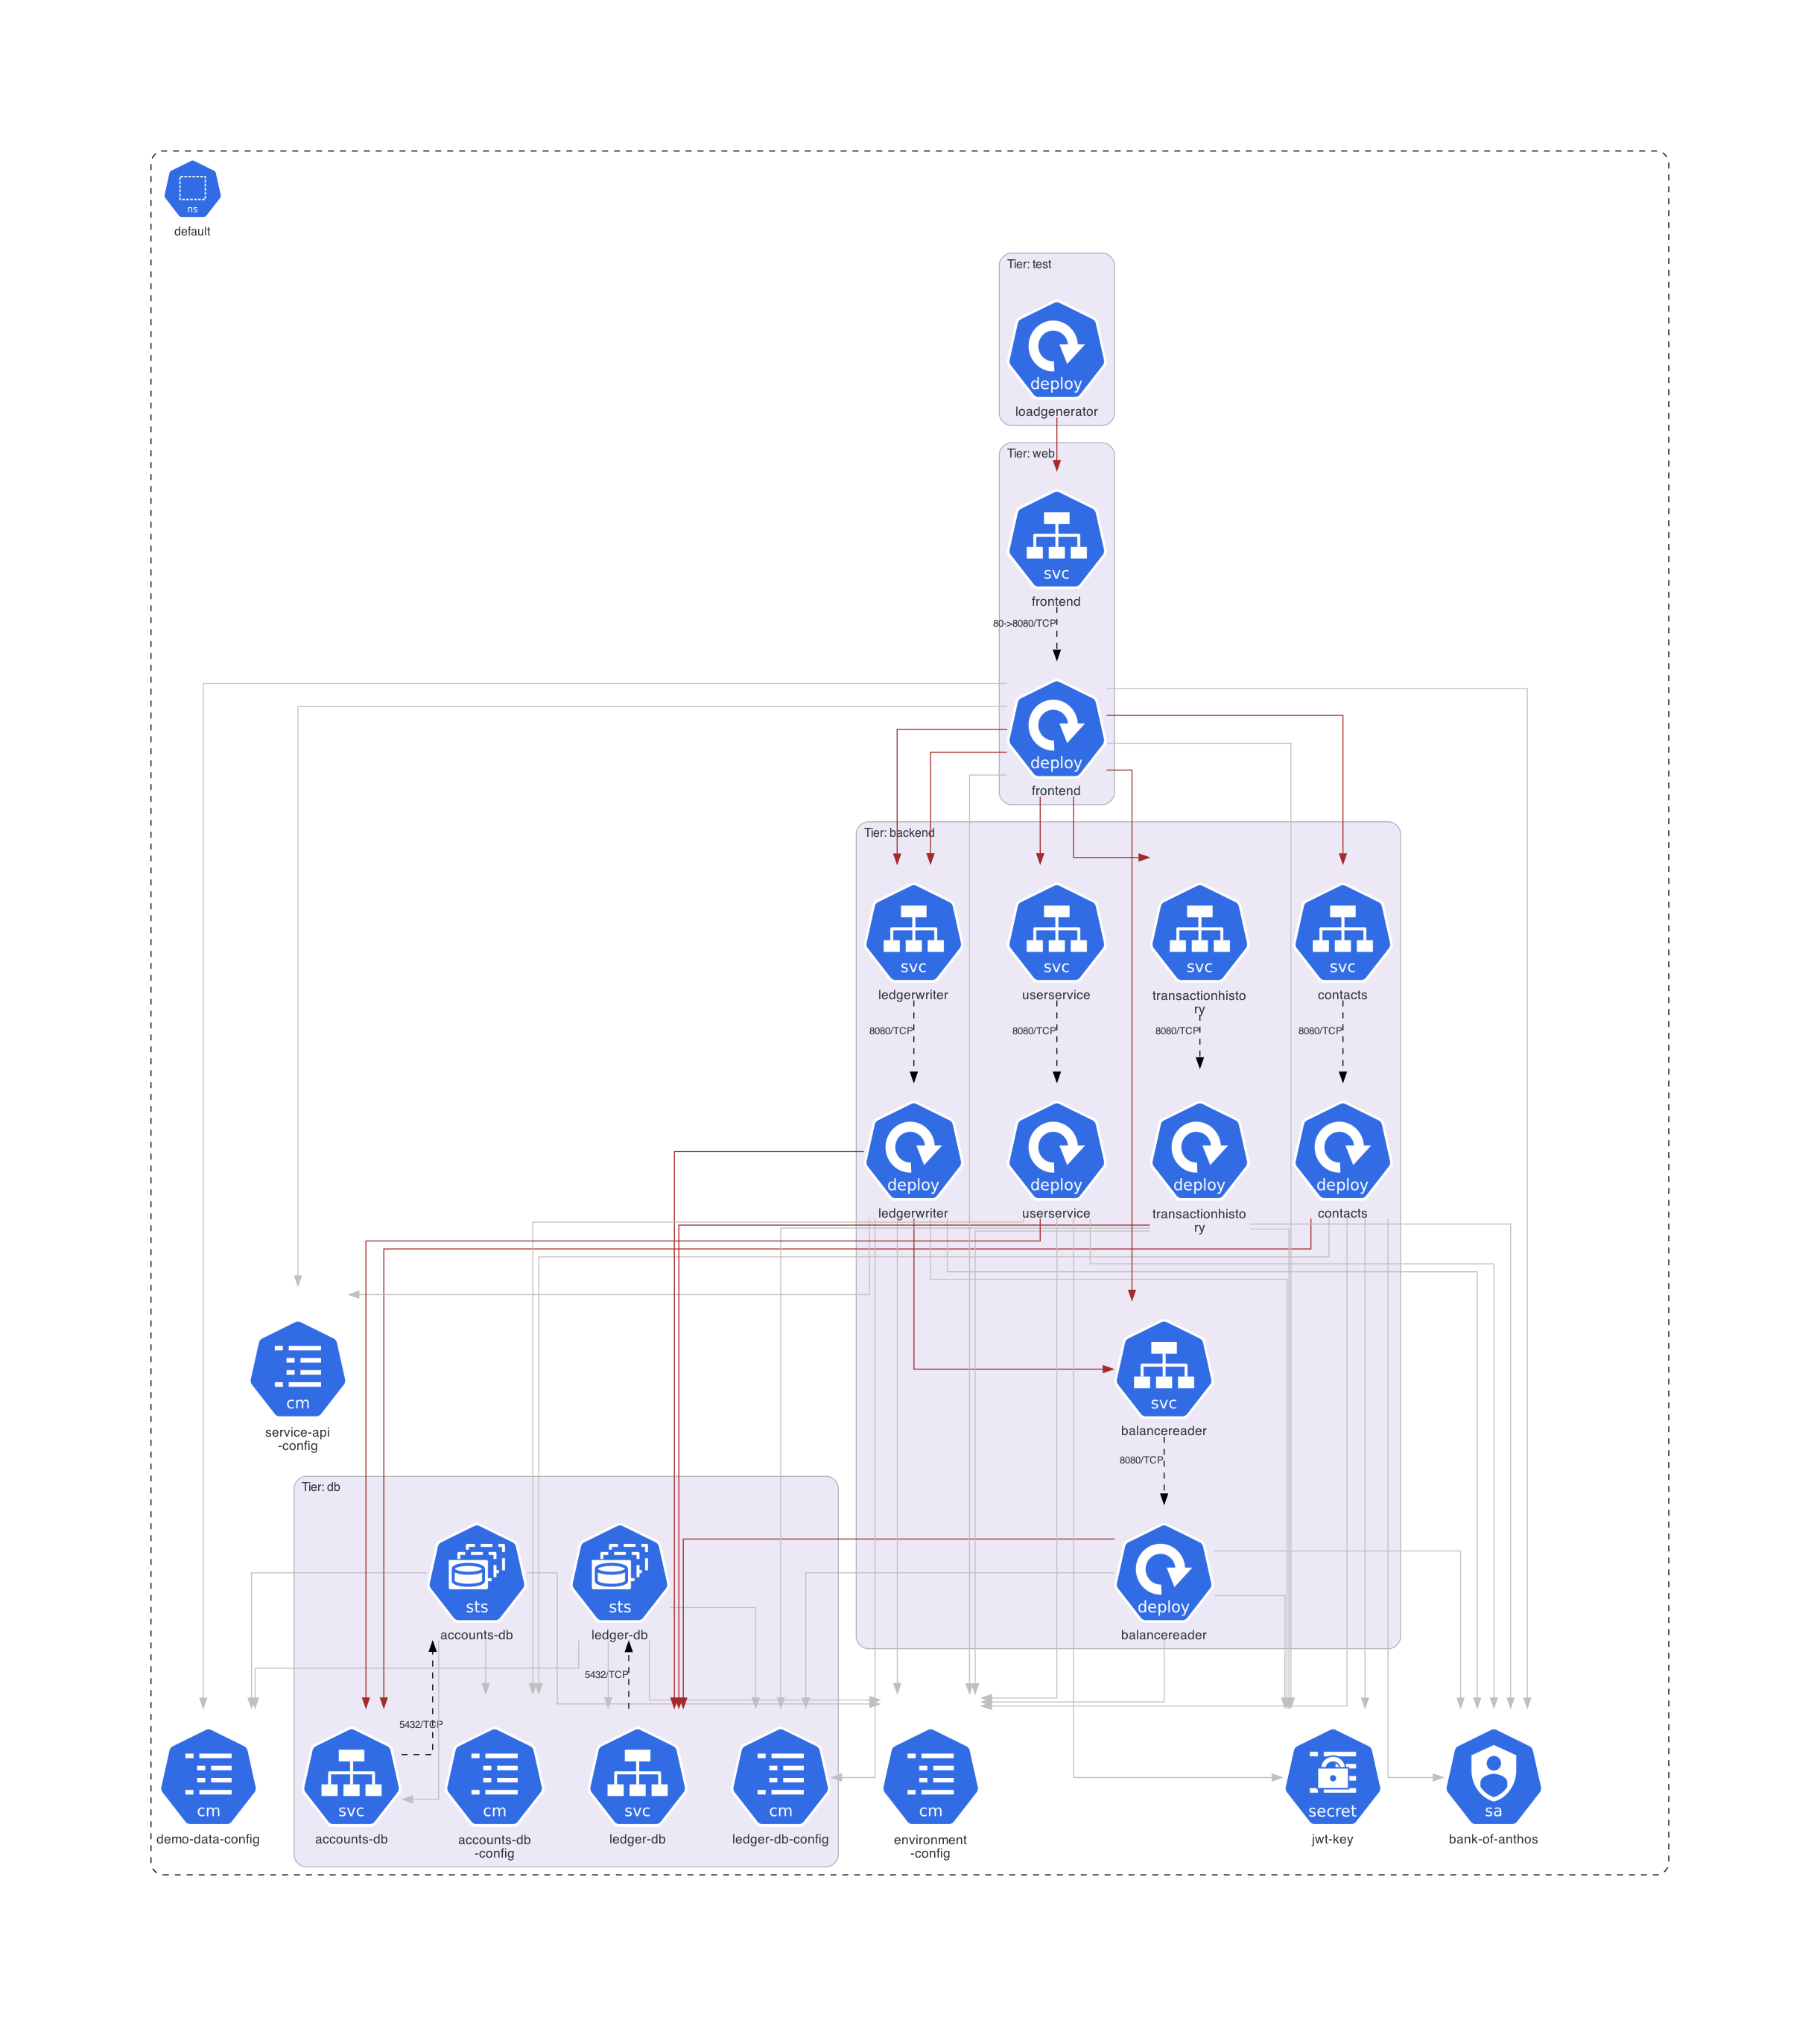 ns
default
Tier: test
deploy
loadgenerator
Tier: web
svc
frontend
80->8080/TCP
deploy
frontend
Tier: backend
svc
svc
svc
svc
ledgerwriter
userservice
transactionhisto
ry
contacts
8080/TCP
8080/TCP
8080/TCP
8080/TCP
deploy
deploy
deploy
deploy
ledgerwriter
userservice
transactionhisto
ry
contacts
cm
service-api
-config
svc
balancereader
8080/TCP
Tier: db
sts
accounts-db
sts
ledger-db
deploy
balancereader
5432/TCP
5432/TCP
cm
demo-data-config
svc
accounts-db
cm
accounts-db
-config
svc
ledger-db
cm
ledger-db-config
cm
environment
-config
secret
jwt-key
sa
bank-of-anthos